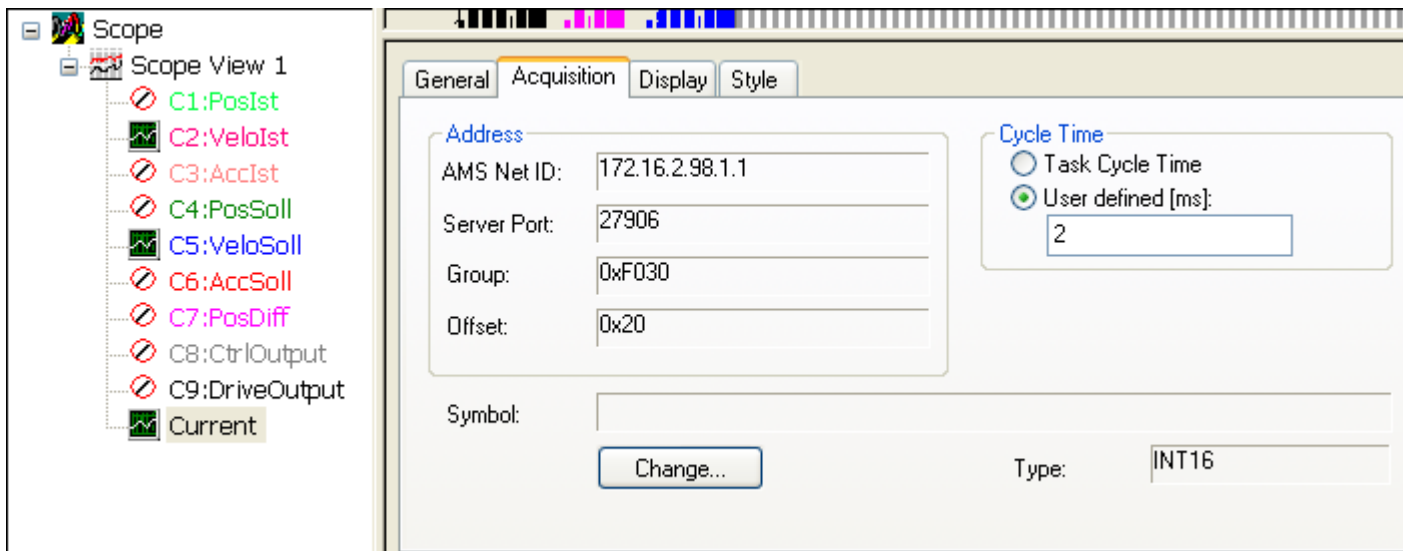 Scope
Scope View 1
C1:PosIst
C2:VeloIst
C3:AccIst
C4:PosSoll
C5:VeloSoll
C6:AccSoll
C7:PosDiff
C8:CtrlOutput
C9:DriveOutput
Current
General Acquisition Display Style
Address
AMS Net ID: 172.16.2.98.1.1
Server Port: 27906
Group: 0xF030
Offset: 0x20
Cycle Time
Task Cycle Time
User defined [ms]:
2
Symbol:
Change...
Type: INT16